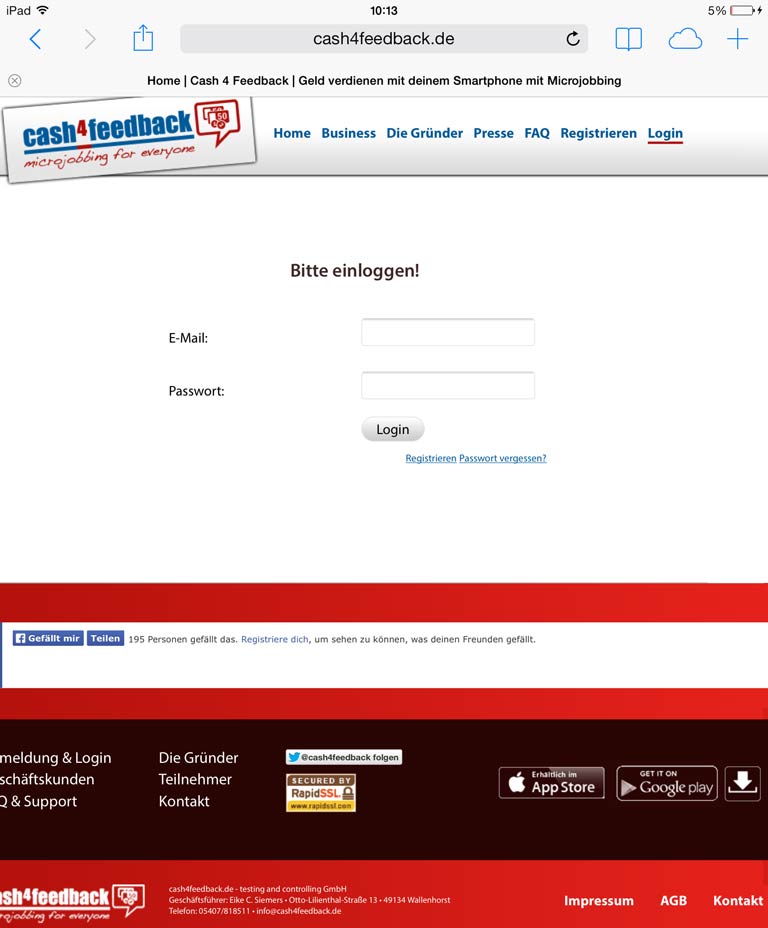 iPad 10:13 5%
cash4feedback.de
Home | Cash 4 Feedback | Geld verdienen mit deinem Smartphone mit Microjobbing
cash4feedback
microjobbing for everyone
50
Home Business Die Gründer Presse FAQ Registrieren Login
Bitte einloggen!
E-Mail:
Passwort:
Login
Registrieren Passwort vergessen?
Gefällt mir Teilen 195 Personen gefällt das. Registriere dich, um sehen zu können, was deinen Freunden gefällt.
meldung & Login
schäftskunden
Q & Support
Die Gründer
Teilnehmer
Kontakt
@cash4feedback folgen
SECURED BY
RapidSSL
www.rapidssl.com
Erhältlich im
App Store
GET IT ON
Google play
ash4feedback
rojobbing for everyone
cash4feedback.de - testing and controlling GmbH
Geschäftsführer: Eike C. Siemers • Otto-Lilienthal-Straße 13 • 49134 Wallenhorst
Telefon: 05407/818511 • info@cash4feedback.de
Impressum AGB Kontakt